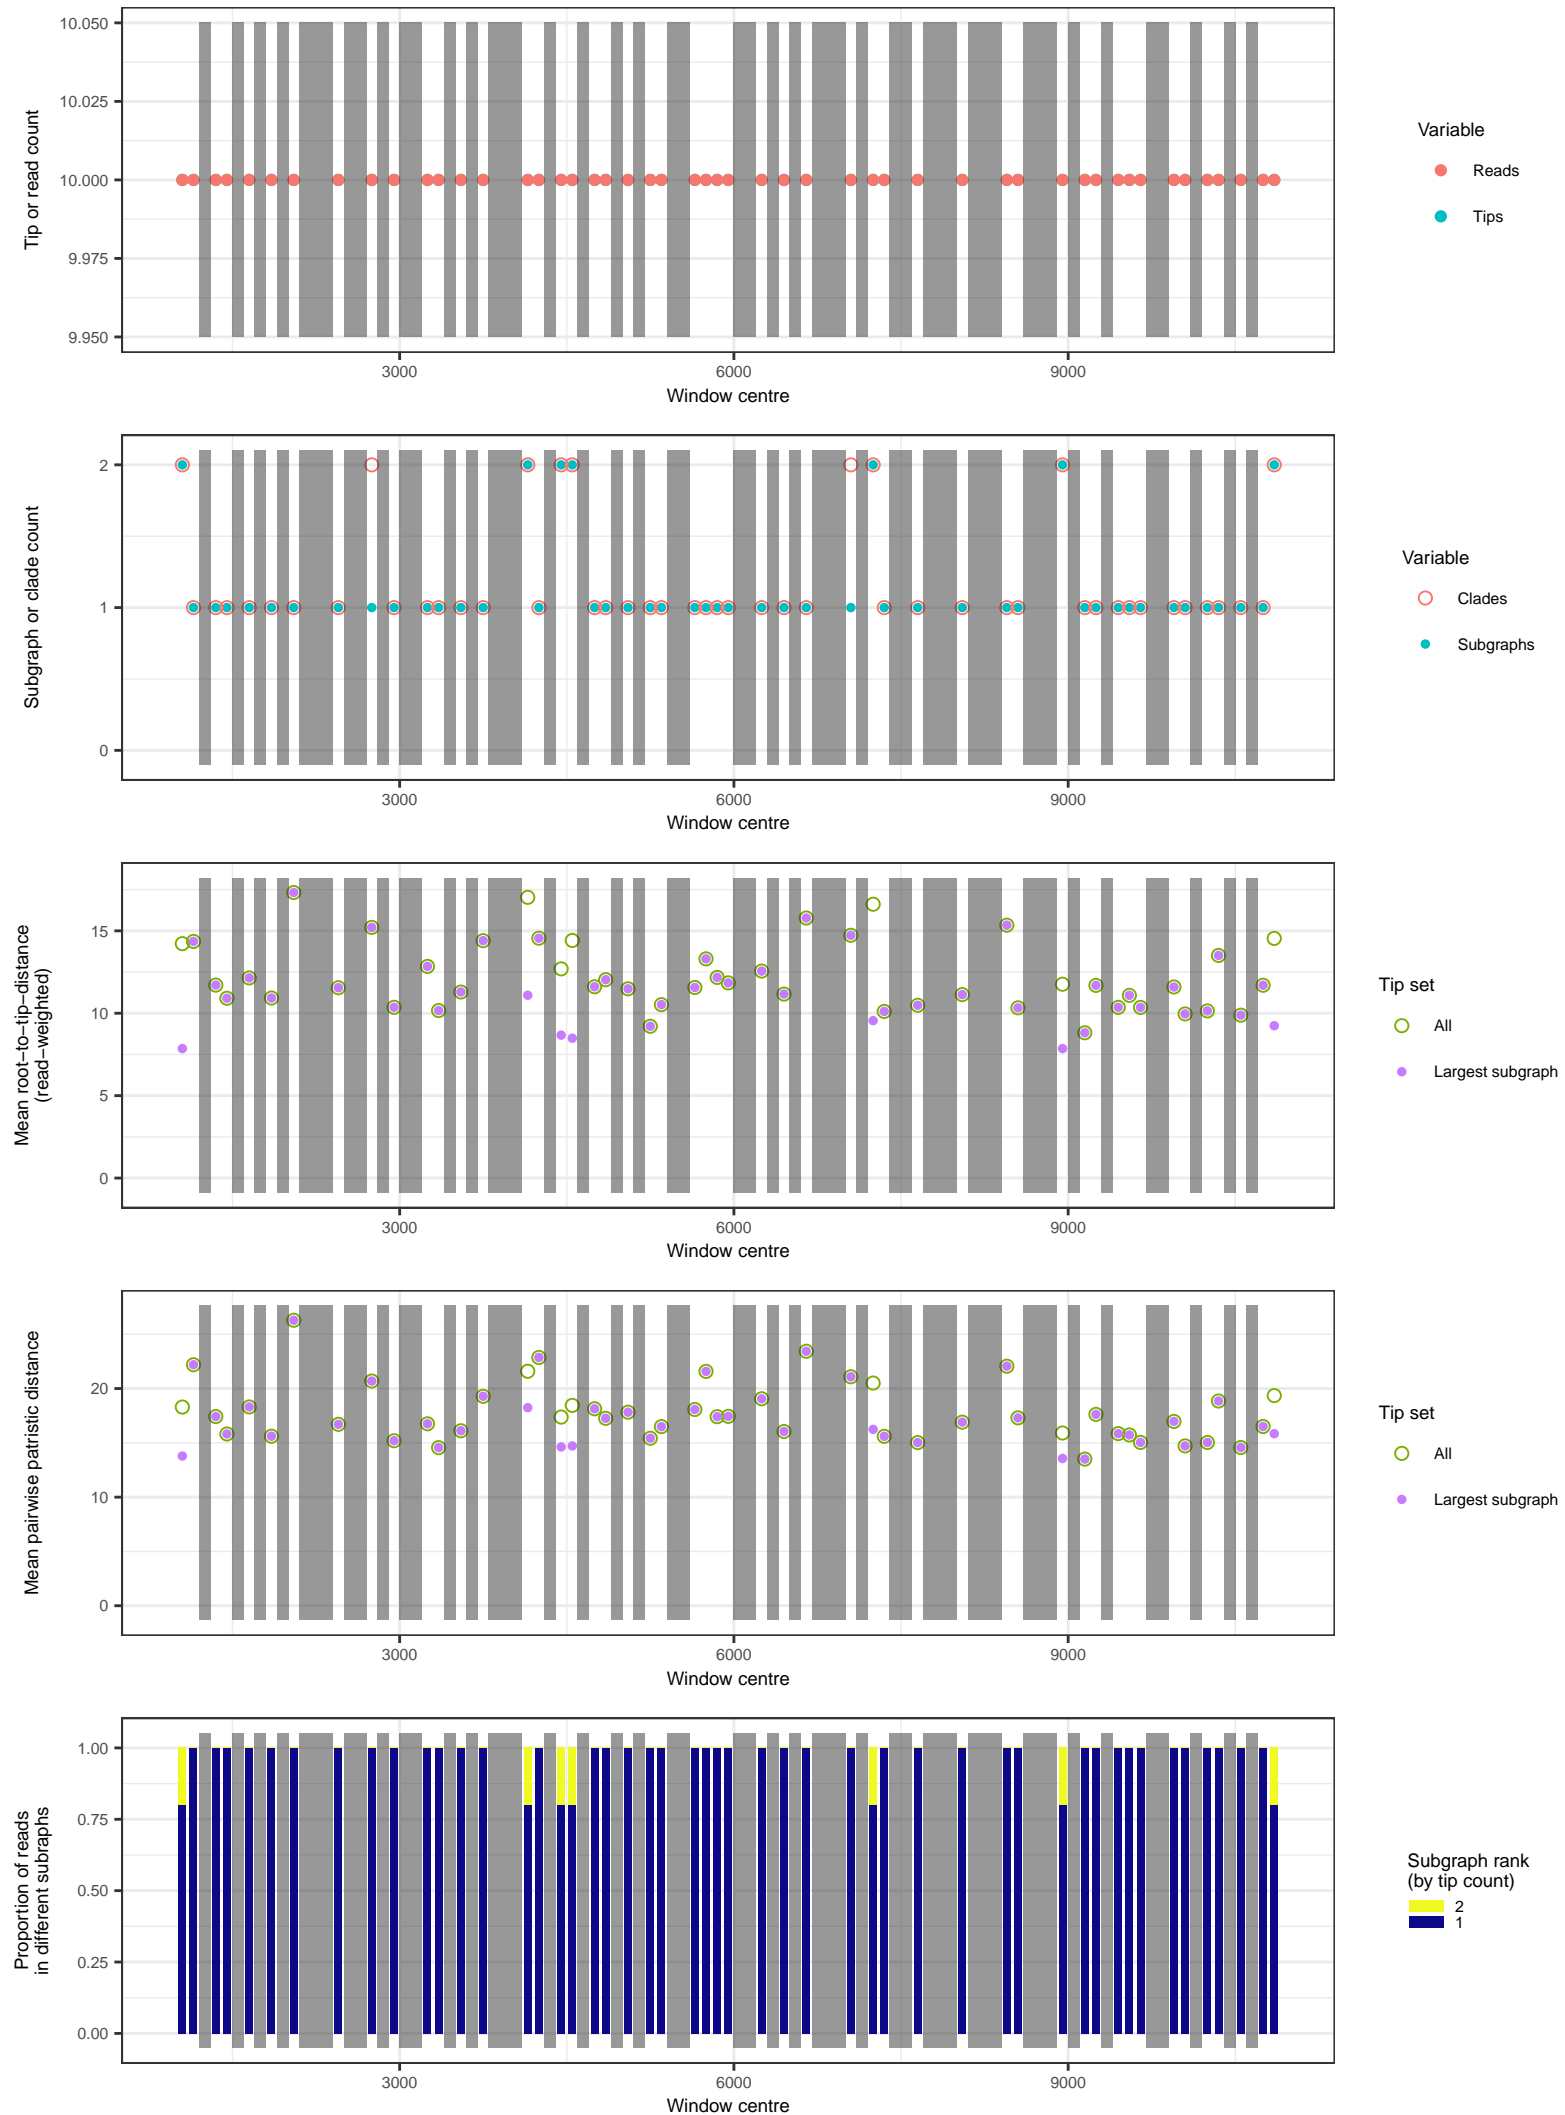 10.050
10.025
10.000
9.975
9.950
Tip or read count
3000
6000
9000
Window centre
Variable
Reads
Tips
2
1
0
Subgraph or clade count
3000
6000
9000
Window centre
Variable
Clades
Subgraphs
15
10
5
0
Mean root−to−tip−distance
(read−weighted)
3000
6000
9000
Window centre
Tip set
All
Largest subgraph
20
10
0
Mean pairwise patristic distance
3000
6000
9000
Window centre
Tip set
All
Largest subgraph
1.00
0.75
0.50
0.25
0.00
Proportion of reads
in different subraphs
3000
6000
9000
Window centre
Subgraph rank
(by tip count)
2
1